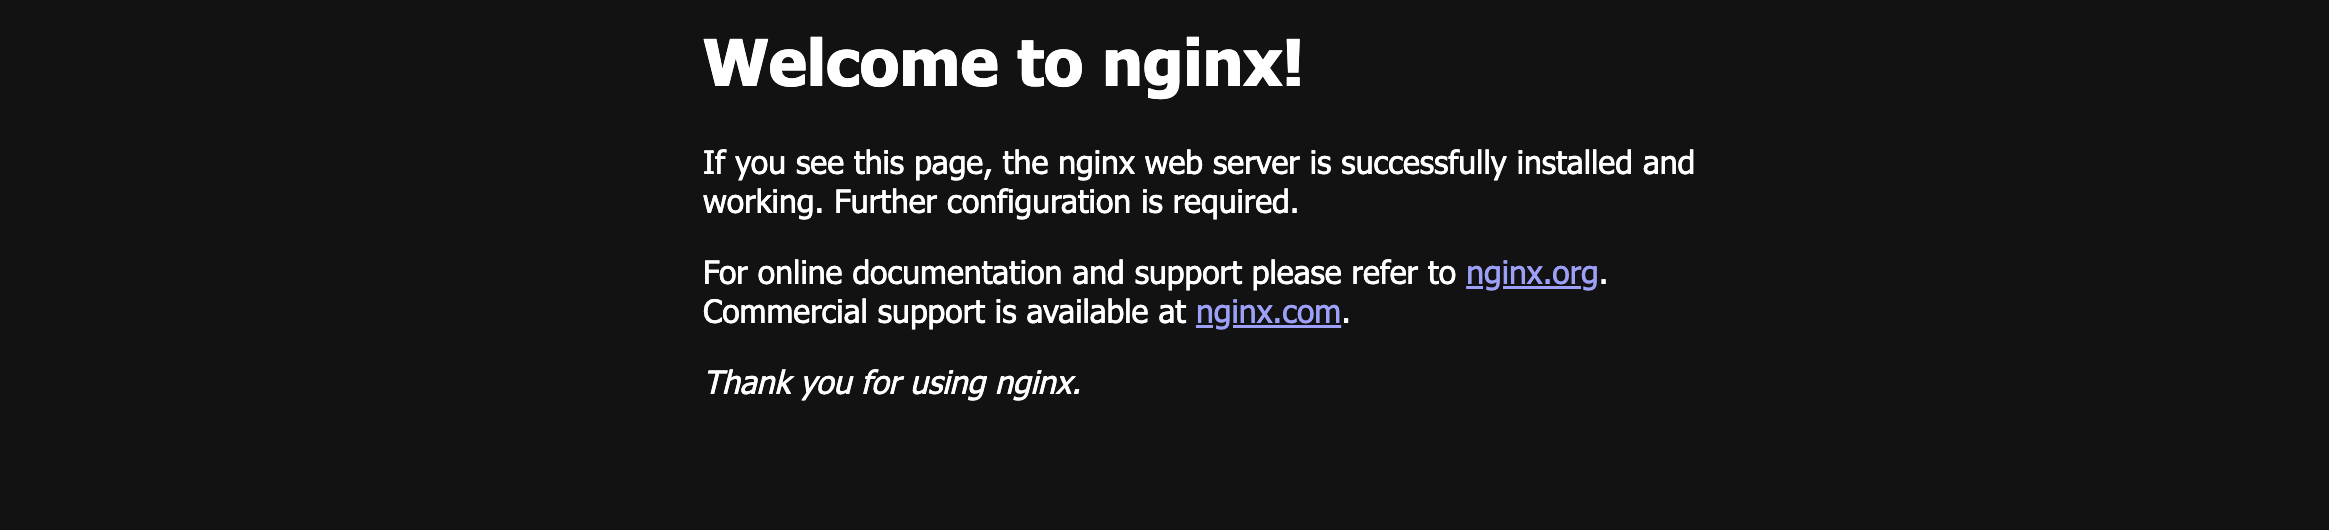 Welcome to nginx!
If you see this page, the nginx web server is successfully installed and
working. Further configuration is required.
For online documentation and support please refer to nginx.org.
Commercial support is available at nginx.com.
Thank you for using nginx.